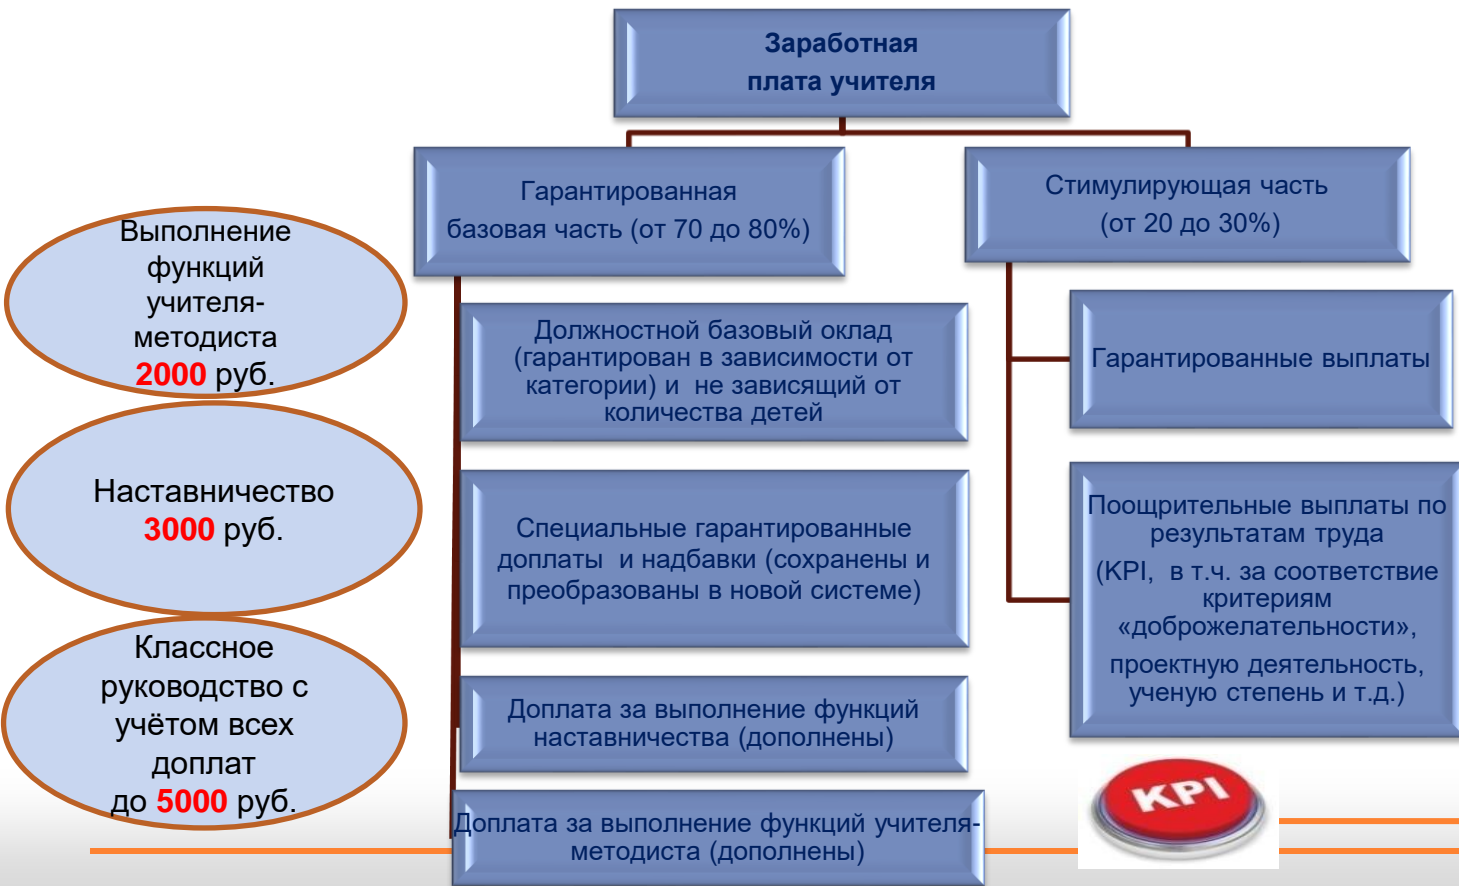 Заработная
плата учителя
Гарантированная
базовая часть (от 70 до 80%)
Стимулирующая часть
(от 20 до 30%)
Выполнение
функций
учителя-
методиста
2000 руб.
Наставничество
3000 руб.
Классное
руководство с
учётом всех
доплат
до 5000 руб.
Должностной базовый оклад
(гарантирован в зависимости от
категории) и не зависящий от
количества детей
Специальные гарантированные
доплаты и надбавки (сохранены и
преобразованы в новой системе)
Доплата за выполнение функций
наставничества (дополнены)
Доплата за выполнение функций учителя-
методиста (дополнены)
Гарантированные выплаты
Поощрительные выплаты по
результатам труда
(KPI, в т.ч. за соответствие
критериям
«доброжелательности»,
проектную деятельность,
ученую степень и т.д.)
KPI